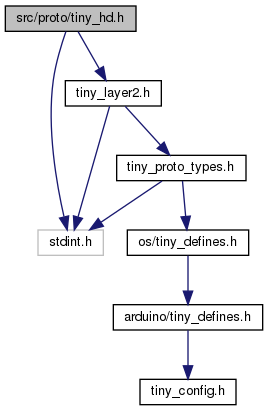 src/proto/tiny_hd.h
tiny_layer2.h
tiny_proto_types.h
stdint.h
os/tiny_defines.h
arduino/tiny_defines.h
tiny_config.h